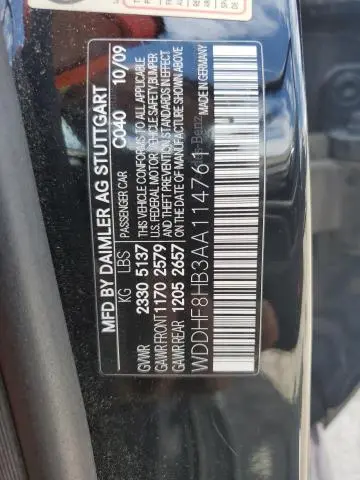 MFD BY DAIMLER AG STUTTGART
PASSENGER CAR C040 10/09
KG LBS
GVWR 2330 5137
GAWR FRONT 1170 2579
GAWR REAR 1205 2657
THIS VEHICLE CONFORMS TO ALL APPLICABLE
U.S. FEDERAL MOTOR VEHICLE SAFETY, BUMPER
AND THEFT PREVENTION STANDARDS IN EFFECT
ON THE DATE OF MANUFACTURE SHOWN ABOVE
WDDHF8HB3AA114761
MADE IN GERMANY